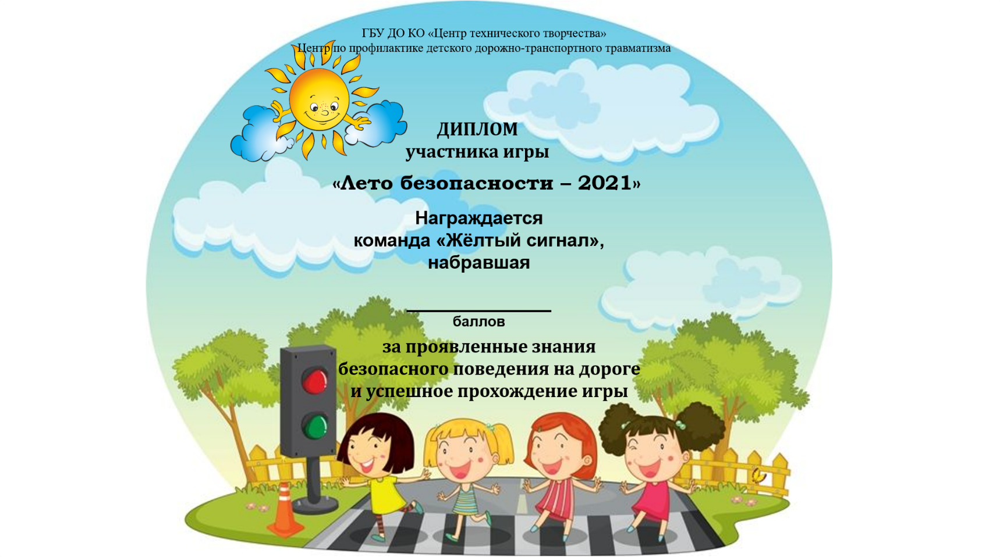 ГБУ ДО КО «Центр технического творчества»
Центр по профилактике детского дорожно-транспортного травматизма
ДИПЛОМ
участника игры
«Лето безопасности – 2021»
Награждается
команда «Жёлтый сигнал»,
набравшая
баллов
за проявленные знания
безопасного поведения на дороге
и успешное прохождение игры